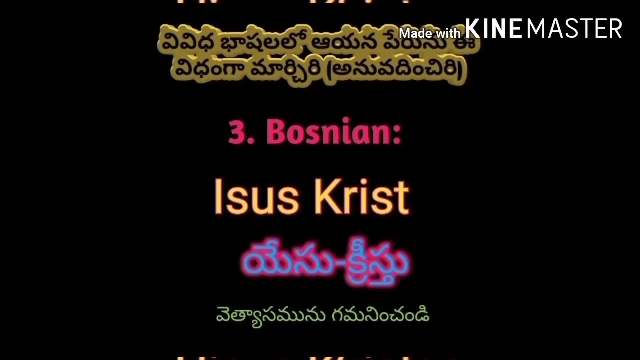 Made with KINEMASTER
వివిధ భాషలలో ఆయన పేరును ఈ
విధంగా మార్చిరి (అనువదించిరి)
3. Bosnian:
Isus Krist
యేసు-క్రీస్తు
వెత్యాసమును గమనించండి